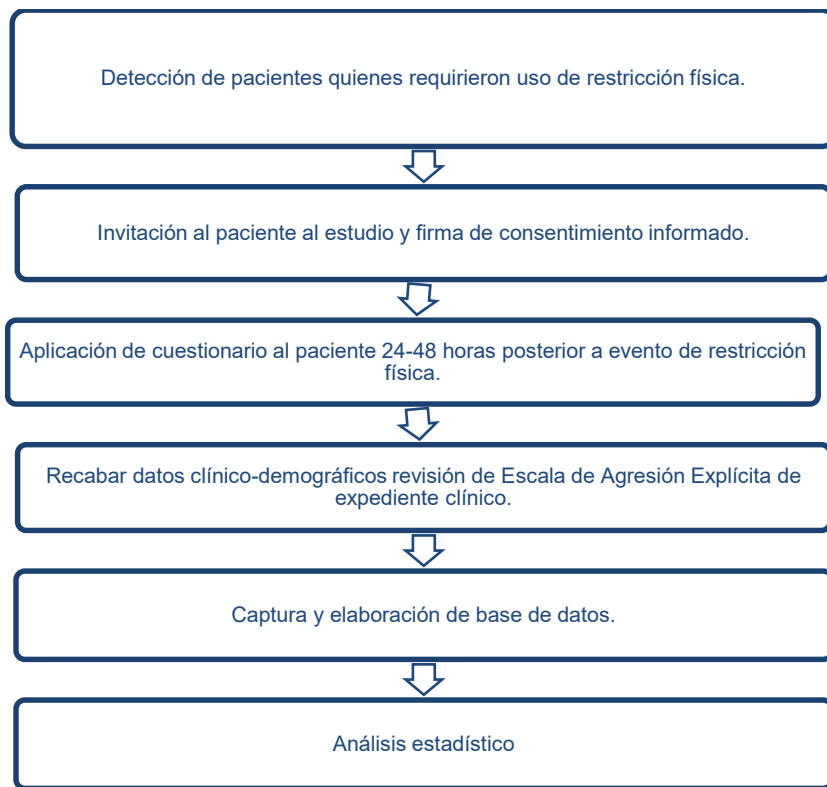 Detección de pacientes quienes requirieron uso de restricción física.
Invitación al paciente al estudio y firma de consentimiento informado.
Aplicación de cuestionario al paciente 24-48 horas posterior a evento de restricción
física.
Recabar datos clínico-demográficos revisión de Escala de Agresión Explícita de
expediente clínico.
Captura y elaboración de base de datos.
Análisis estadístico